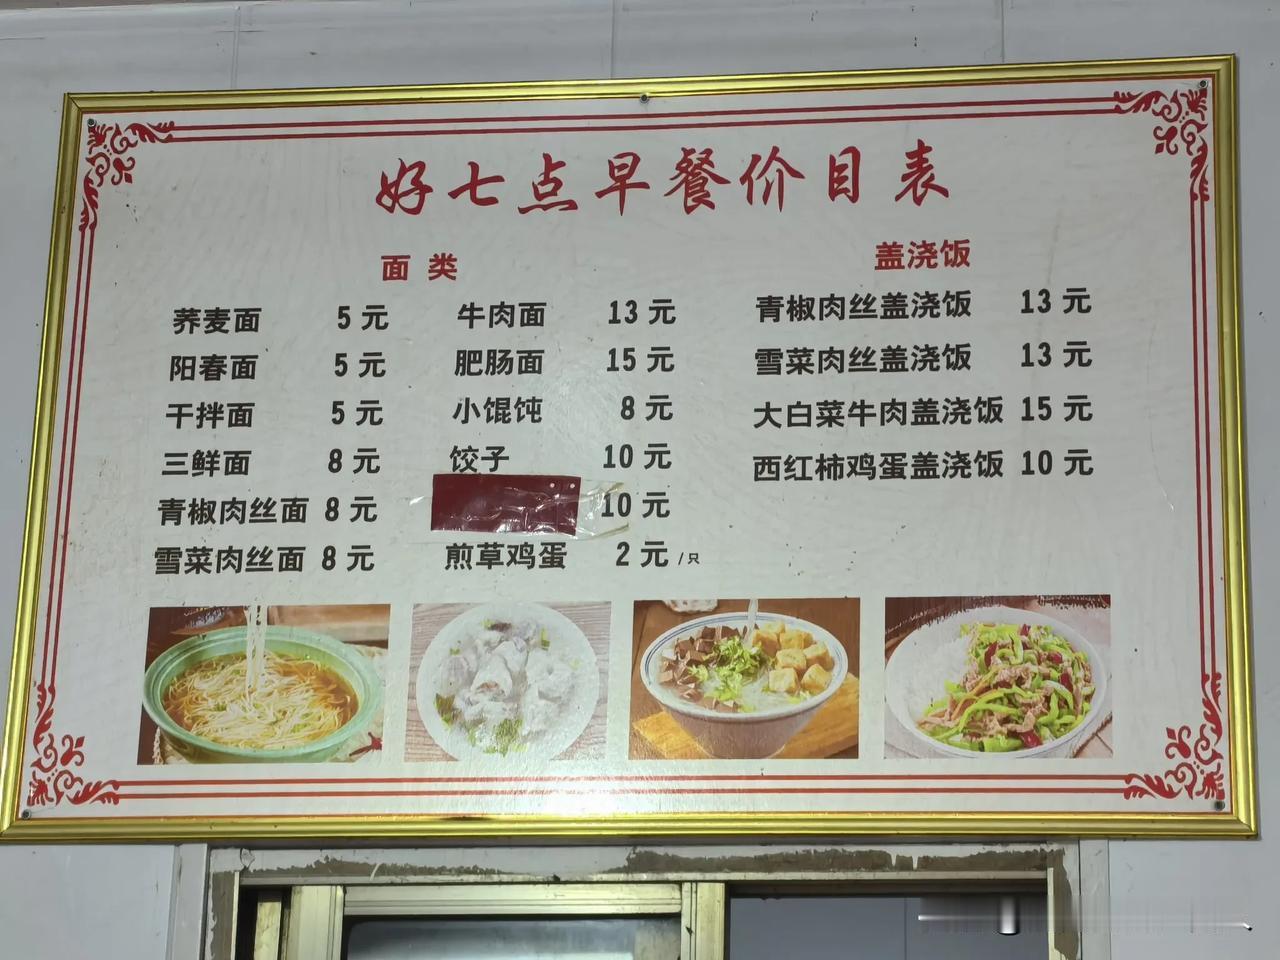 好七点早餐价目表
面类
荞麦面 5元
阳春面 5元
干拌面 5元
三鲜面 8元
青椒肉丝面 8元
雪菜肉丝面 8元
牛肉面 13元
肥肠面 15元
小馄饨 8元
饺子 10元
10元
煎草鸡蛋 2元/只
盖浇饭
青椒肉丝盖浇饭 13元
雪菜肉丝盖浇饭 13元
大白菜牛肉盖浇饭 15元
西红柿鸡蛋盖浇饭 10元